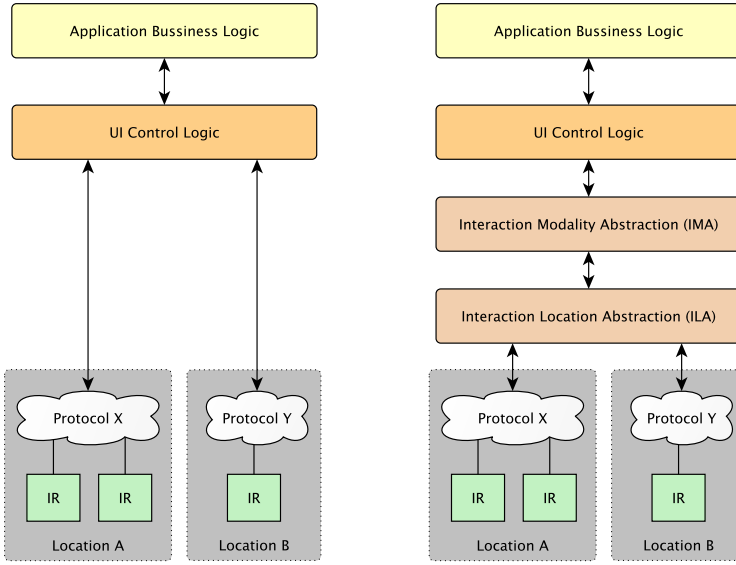 Application Bussiness Logic
UI Control Logic
Protocol X
Protocol Y
IR
IR
IR
Location A
Location B
Application Bussiness Logic
UI Control Logic
Interaction Modality Abstraction (IMA)
Interaction Location Abstraction (ILA)
Protocol X
Protocol Y
IR
IR
IR
Location A
Location B